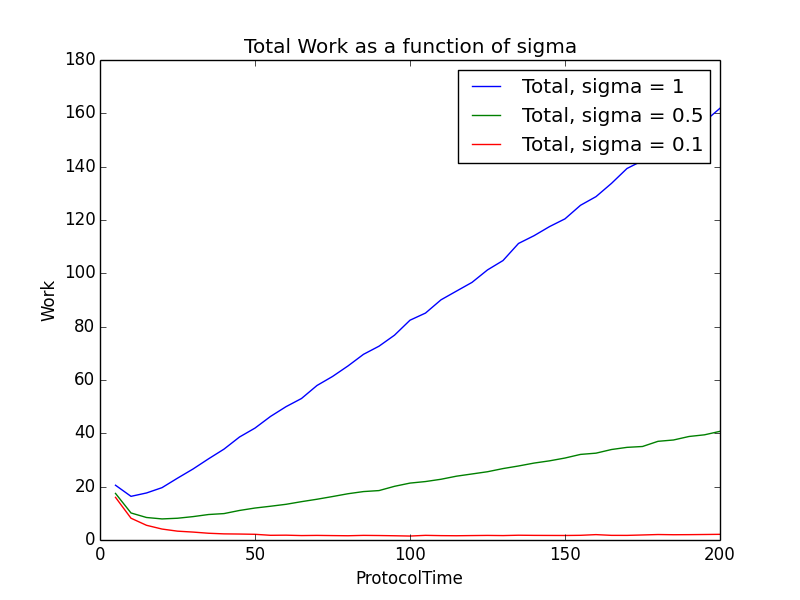 Total Work as a function of sigma
180
160
140
120
100
80
60
40
20
0
Work
Total, sigma = 1
Total, sigma = 0.5
Total, sigma = 0.1
0 50 100 150 200
ProtocolTime